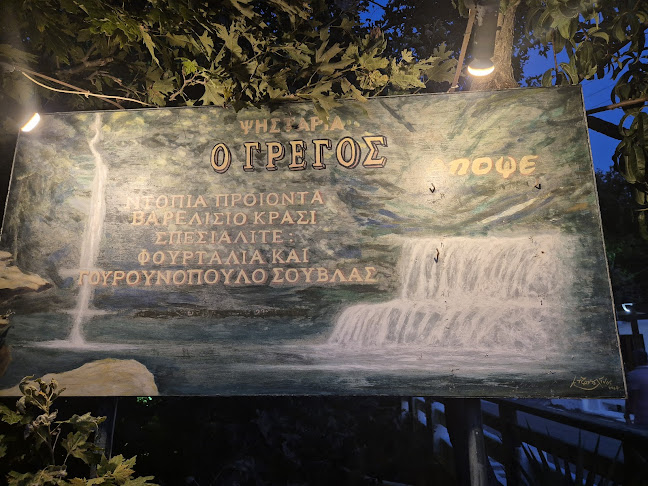 ΨΗΣΤΑΡΙΑ
Ο ΓΡΕΓΟΣ
ΑΠΟΨΕ
ΝΤΟΠΙΑ ΠΡΟΙΟΝΤΑ
ΒΑΡΕΛΙΣΙΟ ΚΡΑΣΙ
ΣΠΕΣΙΑΛΙΤΕ :
ΦΟΥΡΤΑΛΙΑ ΚΑΙ
ΓΟΥΡΟΥΝΟΠΟΥΛΟ ΣΟΥΒΛΑΣ